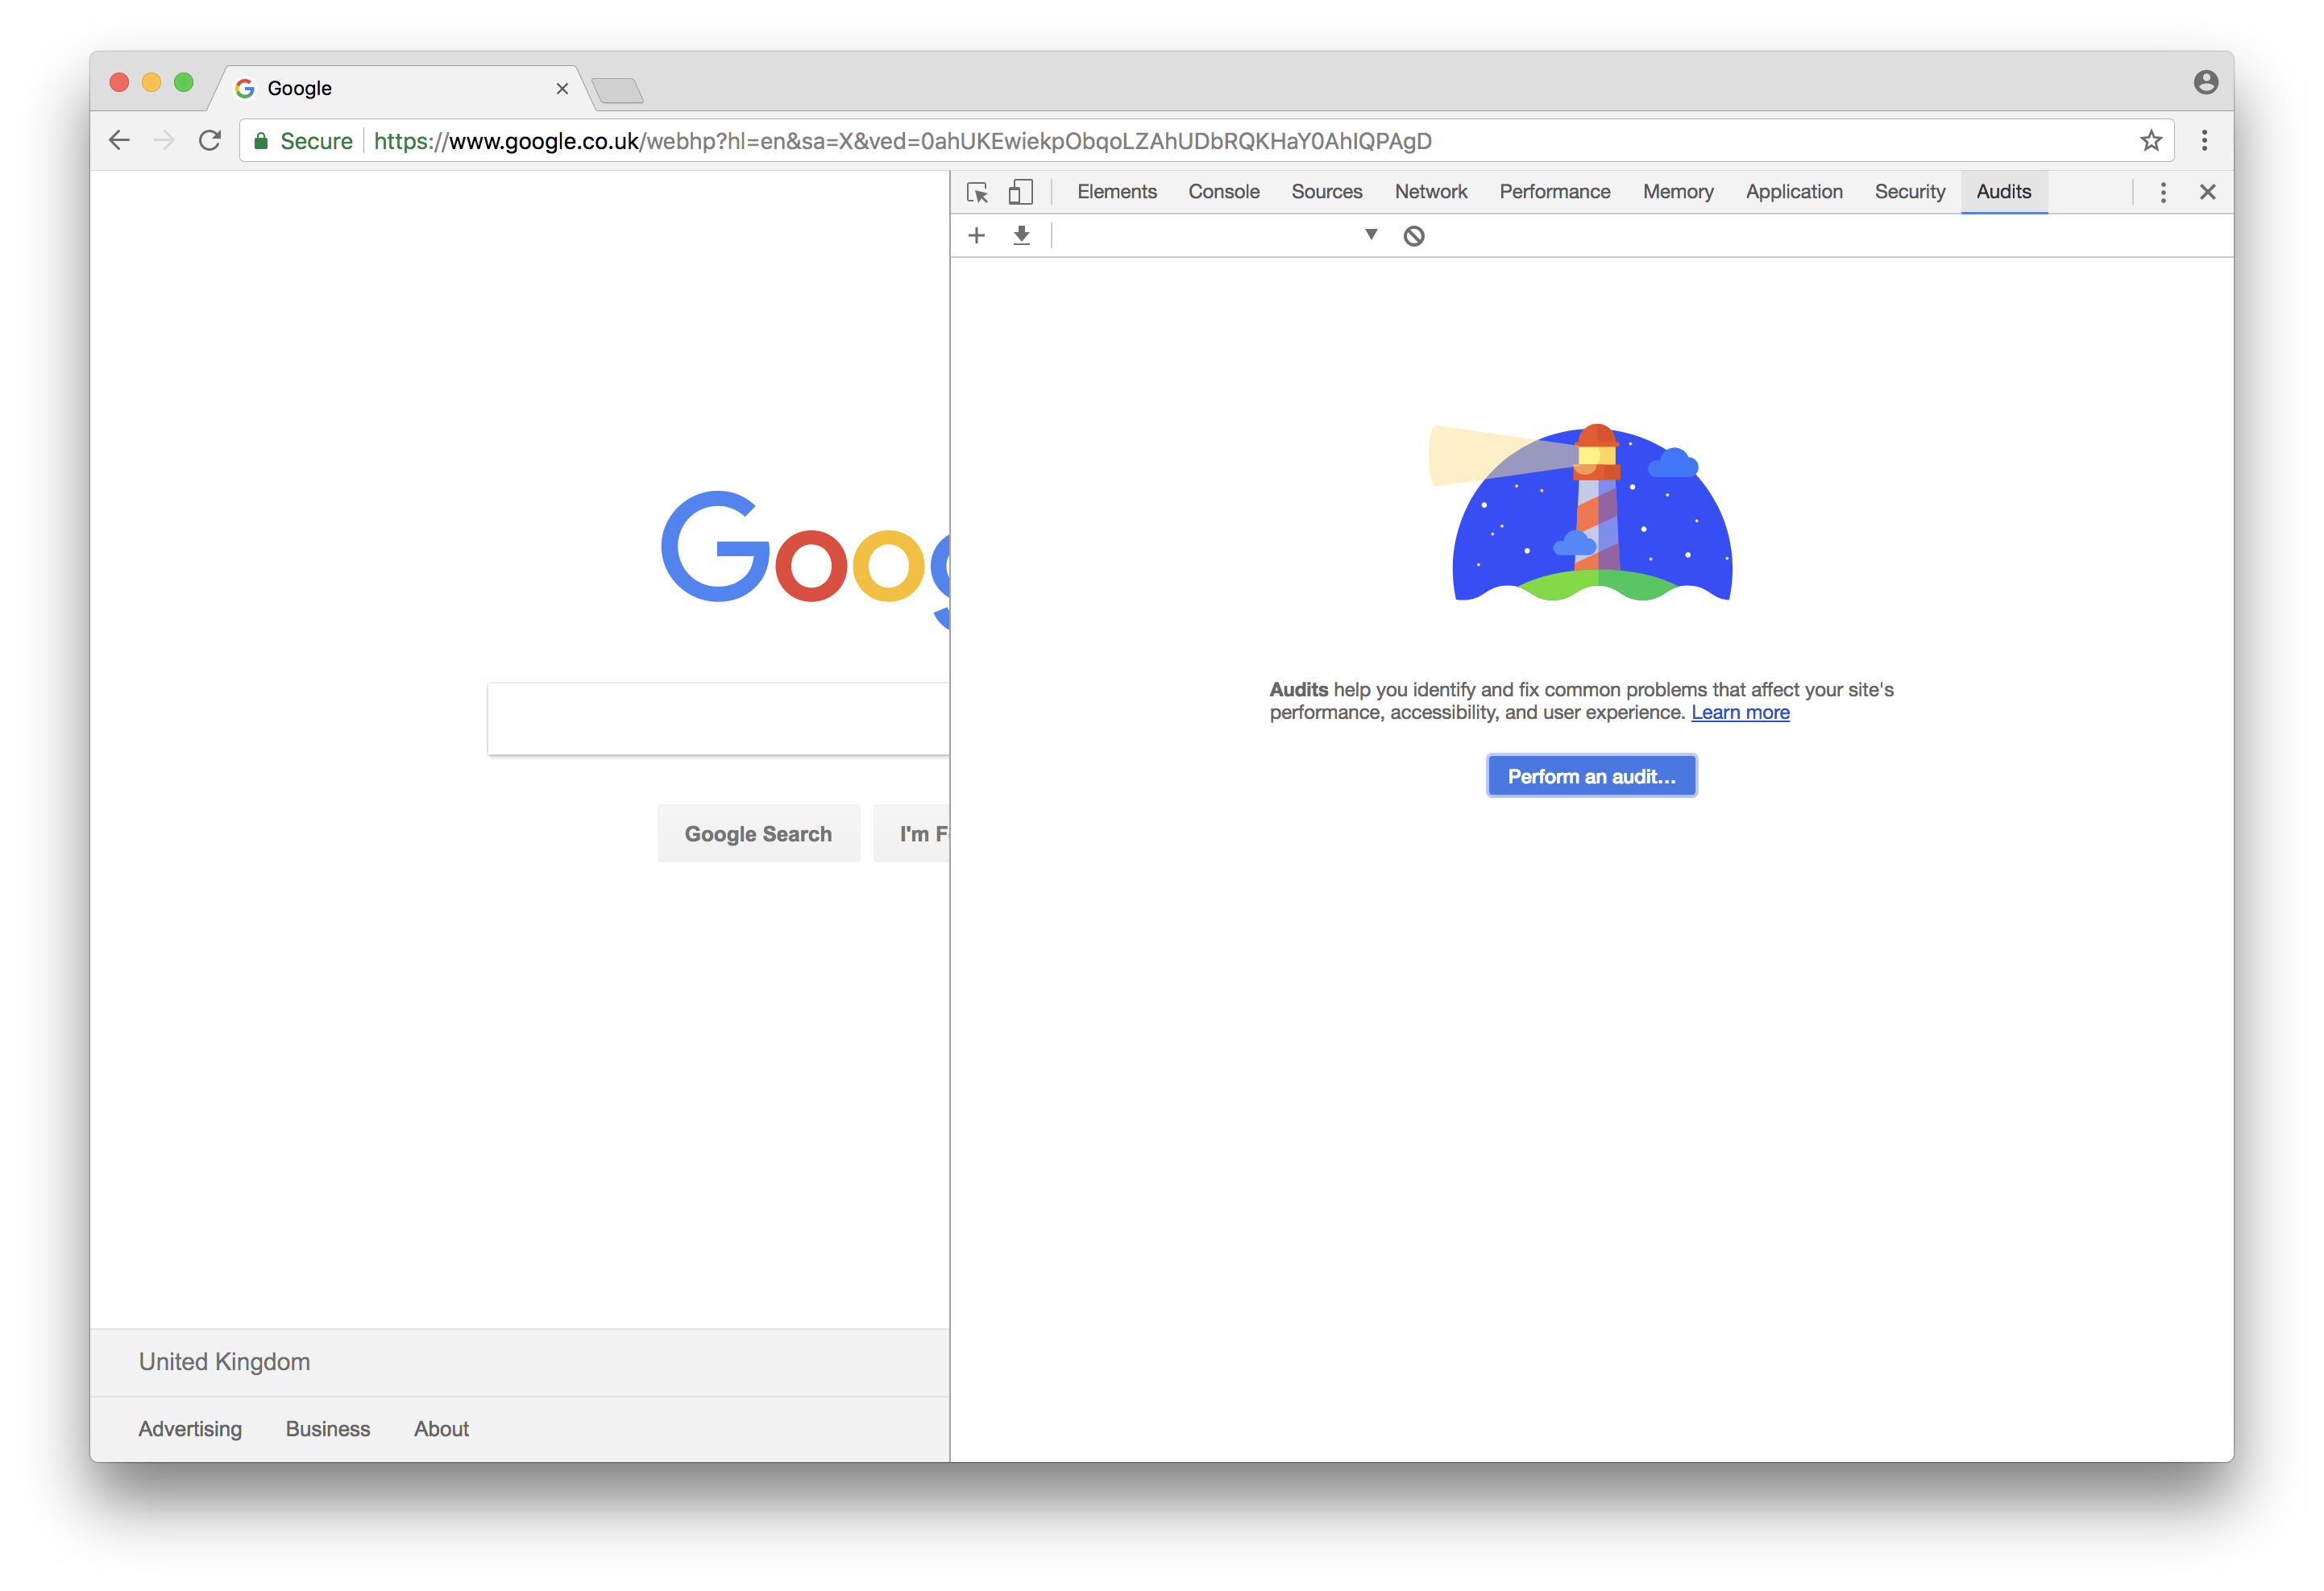 Google
Secure https://www.google.co.uk/webhp?hl=en&sa=X&ved=0ahUKEwiekpObqoLZAhUDbRQKHaY0AhIQPAgD
Elements Console Sources Network Performance Memory Application Security Audits
Goog
Google Search I'm F
United Kingdom
Advertising Business About
Audits help you identify and fix common problems that affect your site's
performance, accessibility, and user experience. Learn more
Perform an audit...